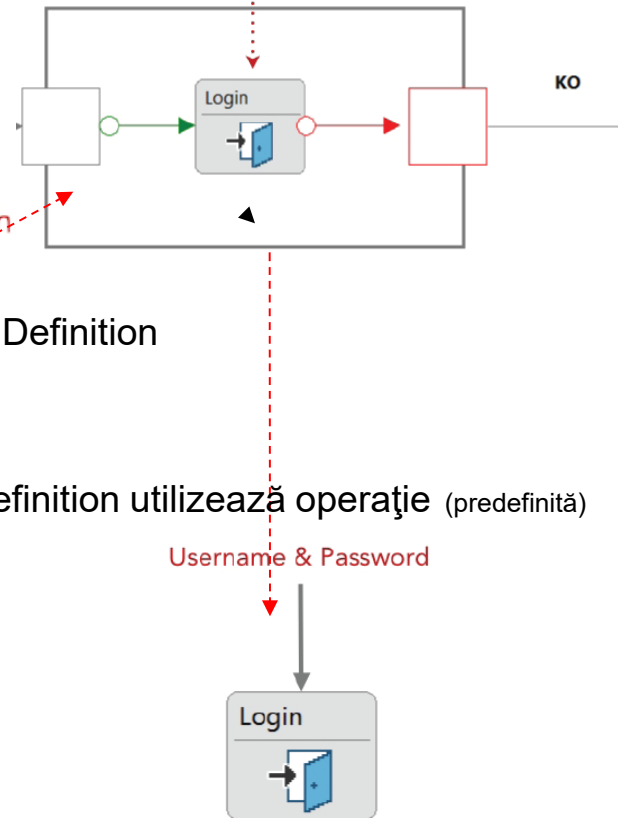 Login
KO
Definition
efinition utilizează operaţie (predefinită)
Username & Password
Login